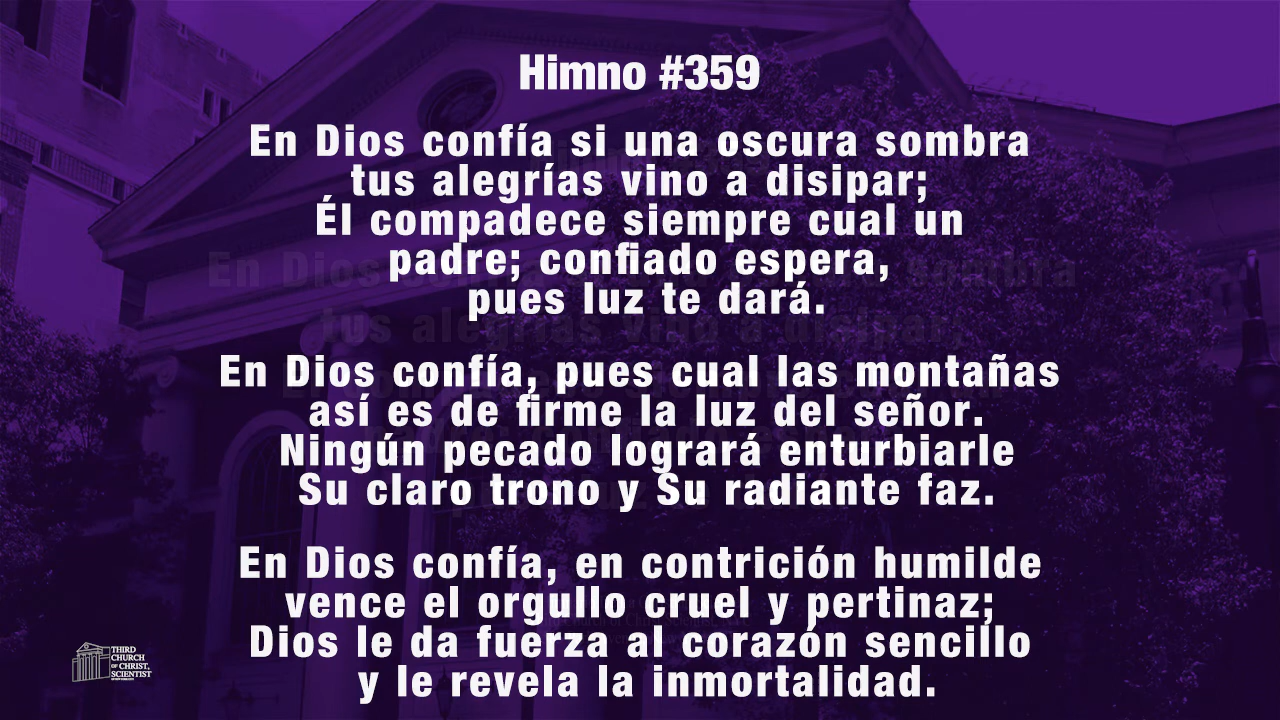 Himno #359
En Dios confía si una oscura sombra
tus alegrías vino a disipar;
Él compadece siempre cual un
padre; confiado espera,
pues luz te dará.
En Dios confía, pues cual las montañas
así es de firme la luz del señor.
Ningún pecado logrará enturbiarle
Su claro trono y Su radiante faz.
En Dios confía, en contrición humilde
vence el orgullo cruel y pertinaz;
Dios le da fuerza al corazón sencillo
y le revela la inmortalidad.
THIRD
CHURCH
OF CHRIST,
SCIENTIST